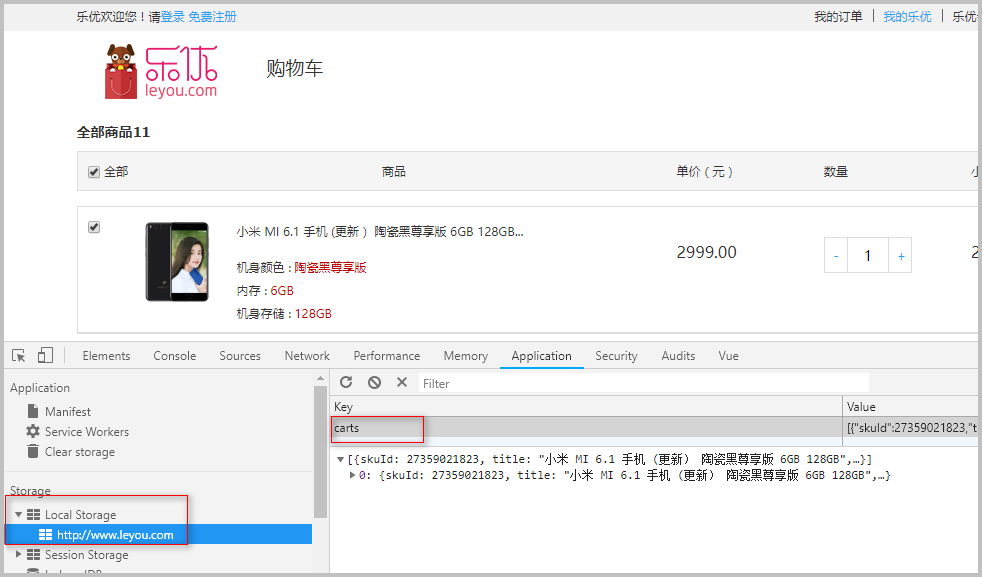 乐优欢迎您！请登录 免费注册 我的订单 我的乐优 乐优
乐优
leyou.com
购物车
全部商品11
全部 商品 单价（元） 数量
小米 MI 6.1 手机 (更新 ） 陶瓷黑尊享版 6GB 128GB...
2999.00 - 1 + 2
机身颜色 : 陶瓷黑尊享版
内存 : 6GB
机身存储 : 128GB
Elements Console Sources Network Performance Memory Application Security Audits Vue
Application
Manifest
Service Workers
Clear storage
Storage
Local Storage
http://www.leyou.com
Session Storage
Filter
Key Value
carts [{"skuId":27359021823,"t
[{skuId: 27359021823, title: "小米 MI 6.1 手机（更新） 陶瓷黑尊享版 6GB 128GB",…}]
0: {skuId: 27359021823, title: "小米 MI 6.1 手机（更新） 陶瓷黑尊享版 6GB 128GB",…}